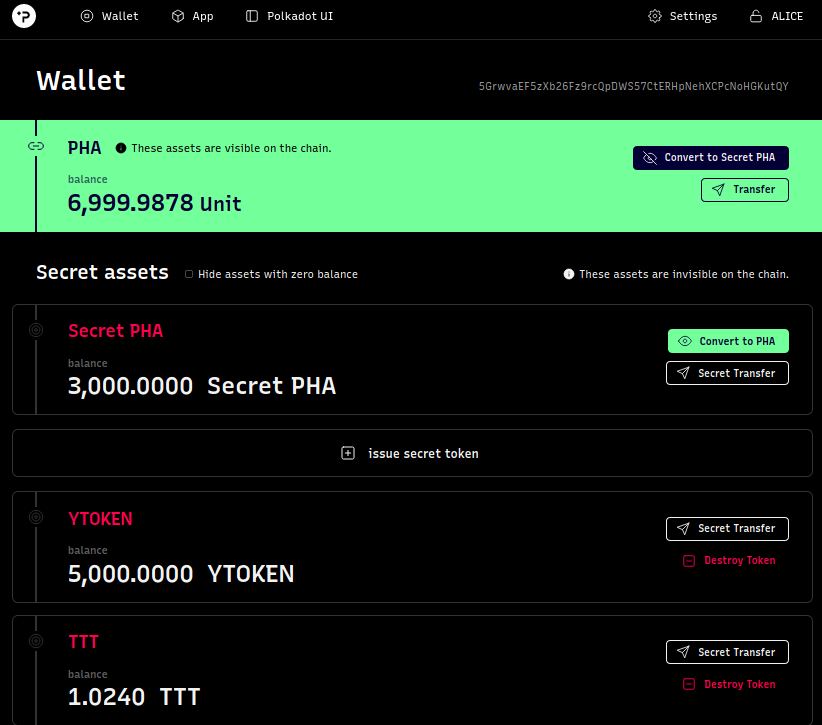 Wallet App Polkadot UI Settings ALICE
Wallet 5GrwvaEF5zXb26Fz9rcQpDWS57CtERHpNehXCPcNoHGKutQY
PHA These assets are visible on the chain. Convert to Secret PHA
balance Transfer
6,999.9878 Unit
Secret assets Hide assets with zero balance These assets are invisible on the chain.
Secret PHA Convert to PHA
balance Secret Transfer
3,000.0000 Secret PHA
issue secret token
YTOKEN Secret Transfer
balance Destroy Token
5,000.0000 YTOKEN
TTT Secret Transfer
balance Destroy Token
1.0240 TTT